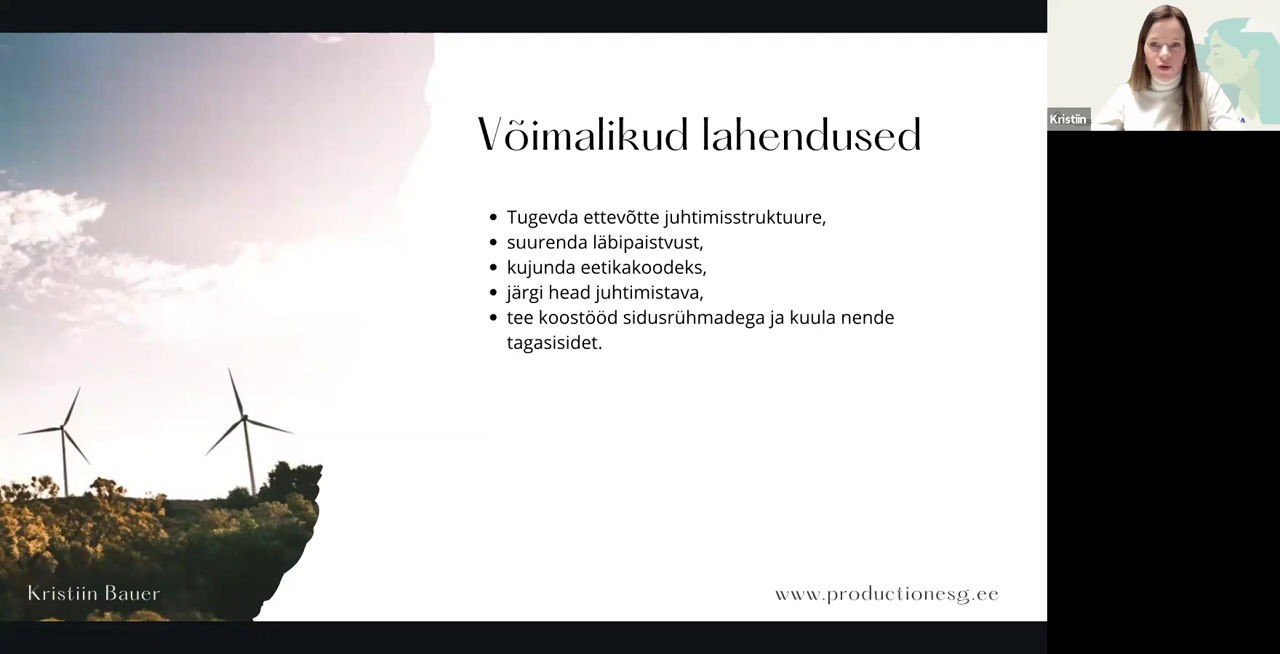 Võimalikud lahendused
Tugevda ettevõtte juhtimisstruktuure,
suurenda läbipaistvust,
kujunda eetikakoodeks,
järgi head juhtimistava,
tee koostööd sidusrühmadega ja kuula nende
tagasisidet.
Kristiin Bauer
www.productionesg.ee
Kristiin